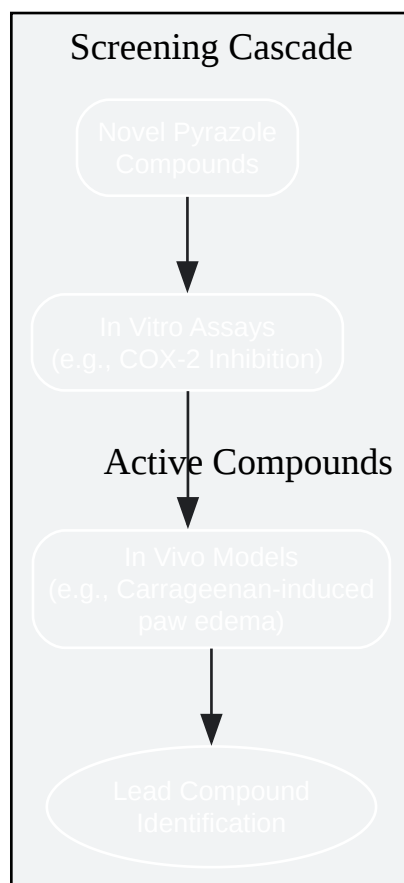 Screening Cascade
Novel Pyrazole
Compounds
In Vitro Assays
(e.g., COX-2 Inhibition)
Active Compounds
In Vivo Models
(e.g., Carrageenan-induced
paw edema)
Lead Compound
Identification